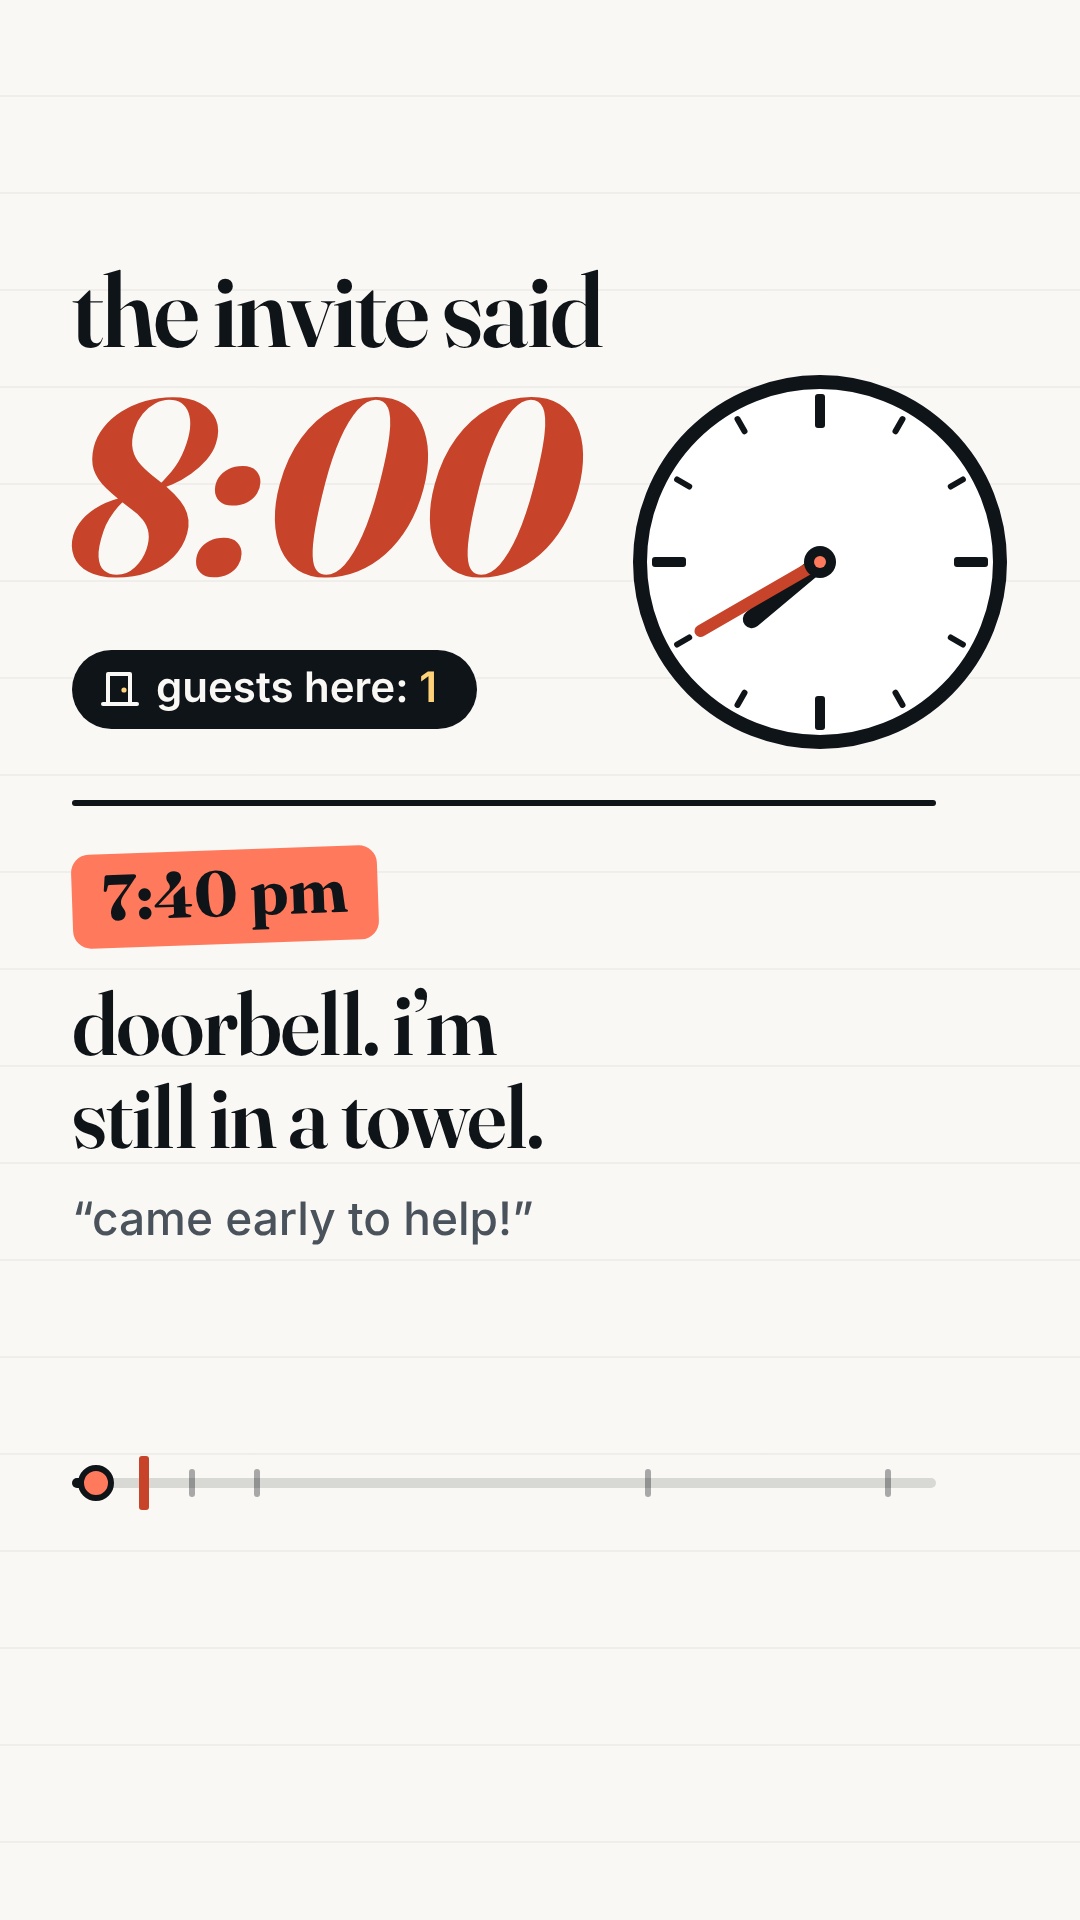 the invite said
8:00
guests here: 1
7:40 pm
doorbell. i’m
still in a towel.
“came early to help!”